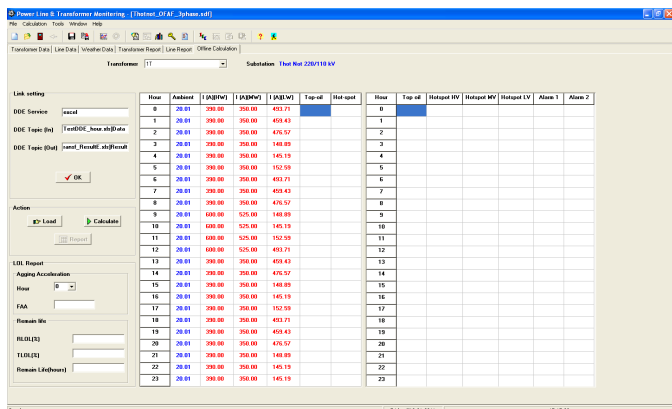 Power Line & Transformer Monitoring - [Thotnot_OFAF_3phase.sdf]
File Calculation Tools Window Help
Transformer Data Line Data Weather Data Transformer Report Line Report Offline Calculation
Transformer 1T Substation Thot Not 220/110 kV
Link setting
DDE Service excel
DDE Topic (In) TestDDE_hour.xls]Data
DDE Topic (Out) ransf_ResultE.xls]Result
OK
Action
Load Calculate
Report
LOL Report
Agging Acceleration
Hour 0
FAA
Remain life
RLOL(%)
TLOL(%)
Remain Life(hours)
Hour Ambient I (A)(HW) I (A)(MW) I (A)(LW) Top-oil Hot-spot
0 20.01 390.00 350.00 493.71
1 20.01 390.00 350.00 459.43
2 20.01 390.00 350.00 476.57
3 20.01 390.00 350.00 148.89
4 20.01 390.00 350.00 145.19
5 20.01 390.00 350.00 152.59
6 20.01 390.00 350.00 493.71
7 20.01 390.00 350.00 459.43
8 20.01 390.00 350.00 476.57
9 20.01 600.00 525.00 148.89
10 20.01 600.00 525.00 145.19
11 20.01 600.00 525.00 152.59
12 20.01 600.00 525.00 493.71
13 20.01 390.00 350.00 459.43
14 20.01 390.00 350.00 476.57
15 20.01 390.00 350.00 148.89
16 20.01 390.00 350.00 145.19
17 20.01 390.00 350.00 152.59
18 20.01 390.00 350.00 493.71
19 20.01 390.00 350.00 459.43
20 20.01 390.00 350.00 476.57
21 20.01 390.00 350.00 148.89
22 20.01 390.00 350.00 145.19
23 20.01 390.00 350.00 145.19
Hour Top oil Hotspot HV Hotspot MV Hotspot LV Alarm 1 Alarm 2
0
1
2
3
4
5
6
7
8
9
10
11
12
13
14
15
16
17
18
19
20
21
22
23